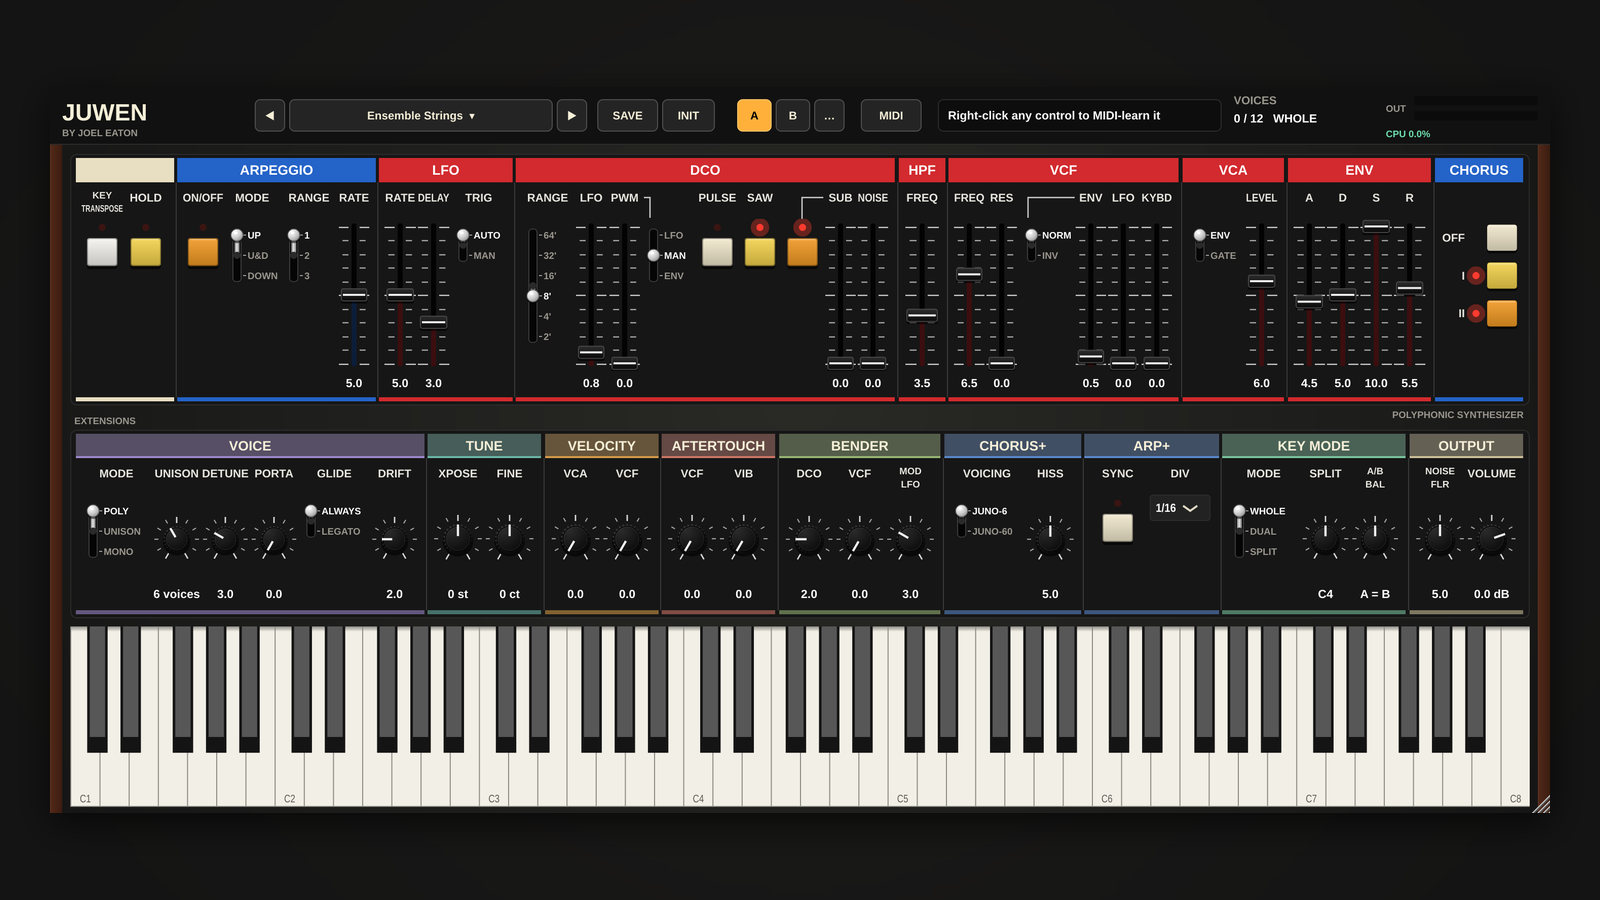 JUWEN
BY JOEL EATON
◀ Ensemble Strings ▼ ▶ SAVE INIT A B ... MIDI
Right-click any control to MIDI-learn it
VOICES
0 / 12 WHOLE
OUT
CPU 0.0%
ARPEGGIO LFO DCO HPF VCF VCA ENV CHORUS
KEY TRANSPOSE HOLD
ON/OFF MODE RANGE RATE
UP
U&D
DOWN
1
2
3
5.0
RATE DELAY TRIG
AUTO
MAN
5.0 3.0
RANGE LFO PWM PULSE SAW SUB NOISE
64'
32'
16'
8'
4'
2'
LFO
MAN
ENV
0.8 0.0 0.0 0.0
FREQ
3.5
FREQ RES ENV LFO KYBD
NORM
INV
6.5 0.0 0.5 0.0 0.0
LEVEL
ENV
GATE
6.0
A D S R
4.5 5.0 10.0 5.5
OFF
I
II
EXTENSIONS
POLYPHONIC SYNTHESIZER
VOICE TUNE VELOCITY AFTERTOUCH BENDER CHORUS+ ARP+ KEY MODE OUTPUT
MODE UNISON DETUNE PORTA GLIDE DRIFT
POLY
UNISON
MONO
ALWAYS
LEGATO
6 voices 3.0 0.0 2.0
XPOSE FINE
0 st 0 ct
VCA VCF
0.0 0.0
VCF VIB
0.0 0.0
DCO VCF MOD LFO
2.0 0.0 3.0
VOICING HISS
JUNO-6
JUNO-60
5.0
SYNC DIV
1/16
MODE SPLIT A/B BAL
WHOLE
DUAL
SPLIT
C4 A = B
NOISE FLR VOLUME
5.0 0.0 dB
C1 C2 C3 C4 C5 C6 C7 C8